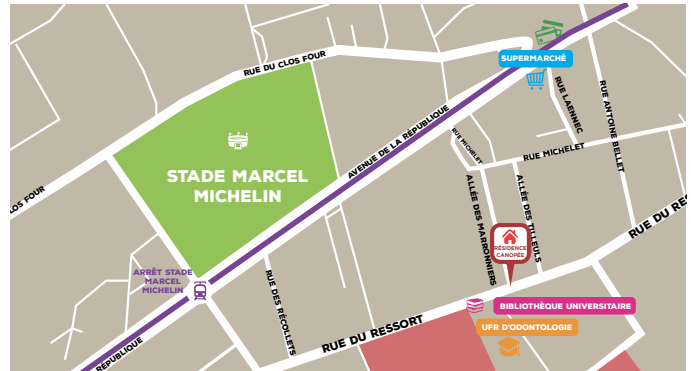 RUE DU CLOS FOUR
SUPERMARCHÉ
RUE LAENNEC
RUE ANTOINE BELLET
AVENUE DE LA RÉPUBLIQUE
RUE MICHELET
RUE MICHELET
STADE MARCEL
MICHELIN
CLOS FOUR
ALLÉE DES MARRONNIERS
ALLÉE DES TILLEULS
RUE DU RES
RÉSIDENCE
CANOPÉE
ARRÊT STADE
MARCEL
MICHELIN
RUE DES RÉCOLLETS
BIBLIOTHÈQUE UNIVERSITAIRE
UFR D'ODONTOLOGIE
RUE DU RESSORT
RÉPUBLIQUE